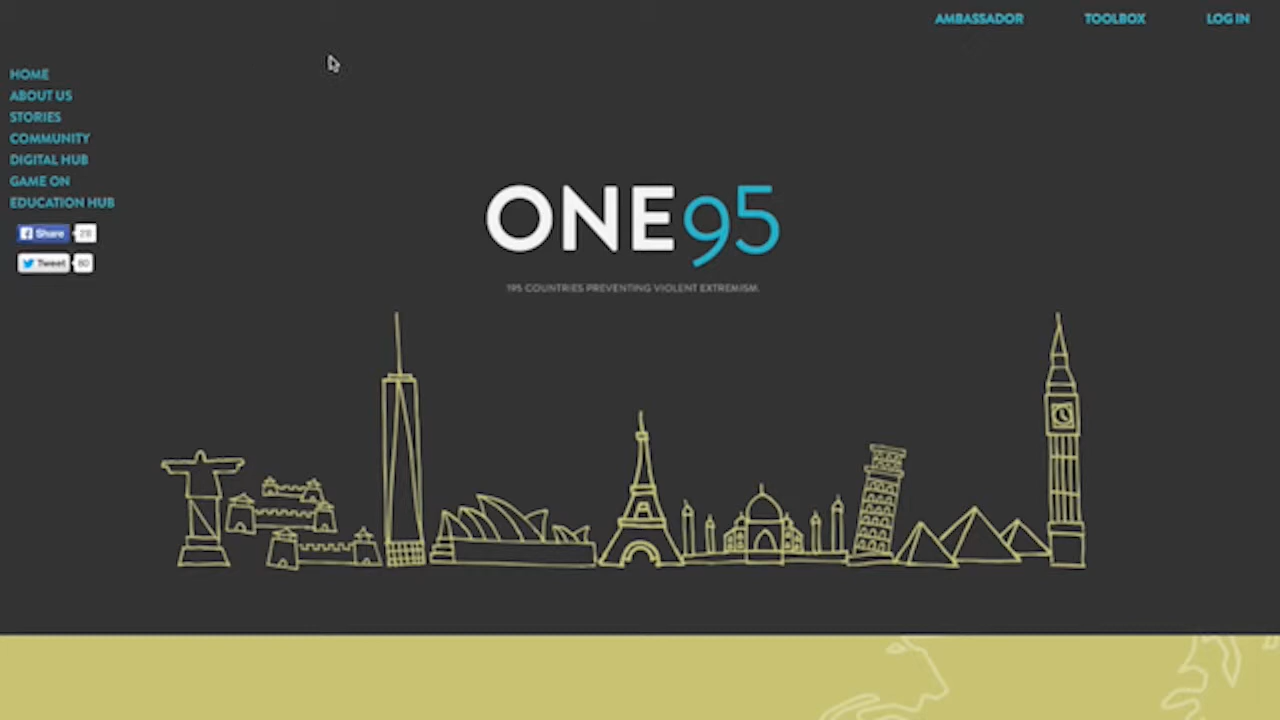 AMBASSADOR TOOLBOX LOG IN
HOME
ABOUT US
STORIES
COMMUNITY
DIGITAL HUB
GAME ON
EDUCATION HUB
Share 28
Tweet 80
ONE95
195 COUNTRIES PREVENTING VIOLENT EXTREMISM.